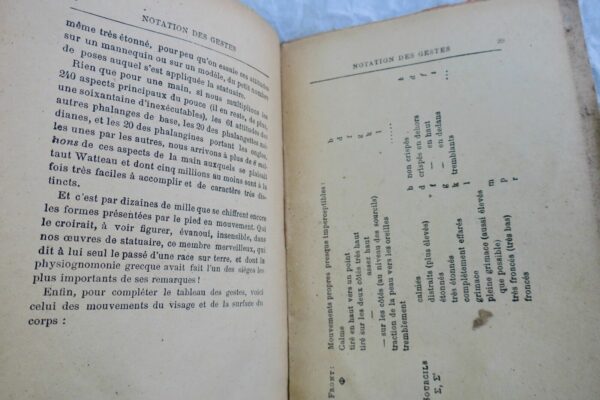 NOTATION DES GESTES
même très étonné, pour peu qu'on essaie ces attitudes
sur un mannequin ou sur un modèle, du petit nombre
de poses auquel s'est appliquée la statuaire.
Rien que pour une main, si nous multiplions les
240 aspects principaux du pouce (il en reste, de plus,
une soixantaine d'inexécutables), les 61 attitudes des
autres phalanges de base, les 20 des phalangettes mé-
dianes, et les 20 des phalangines portant les ongles,
les unes par les autres, nous arrivons à plus de 5 mil-
lions de ces aspects de la main auxquels se plaisait
tant Watteau et dont cinq millions au moins sont à la
fois très faciles à accomplir et de caractère très dis-
tincts.
Et c'est par dizaines de mille que se chiffrent encore
les formes présentées par le pied en mouvement. Qui
le croirait, à voir figurer, évanoui, insensible, dans
nos œuvres de statuaire, ce membre merveilleux, qui
dit à lui seul le passé d'une race sur terre, et dont la
physiognomonie grecque avait fait l'un des sièges les
plus importants de ses remarques !
Enfin, pour compléter le tableau des gestes, voici
celui des mouvements du visage et de la surface du
corps :
NOTATION DES GESTES
FRONT : Mouvements propres presque imperceptibles :
Φ Calme b
tiré en haut vers un point d
tiré sur les deux côtés très haut f
— assez haut g
— sur les côtés (au niveau des sourcils) k
traction de la peau vers les oreilles l
tremblement
SOURCILS calmés b non crispés b
Σ, Σ' distraits (plus élevés) d crispés en dehors d
étonnés f — en haut f
très étonnés g — en dedans
complètement effarés k tremblants
grimace l
pleine grimace (aussi élevés
que possible) m
très froncés (très bas) p
froncés r